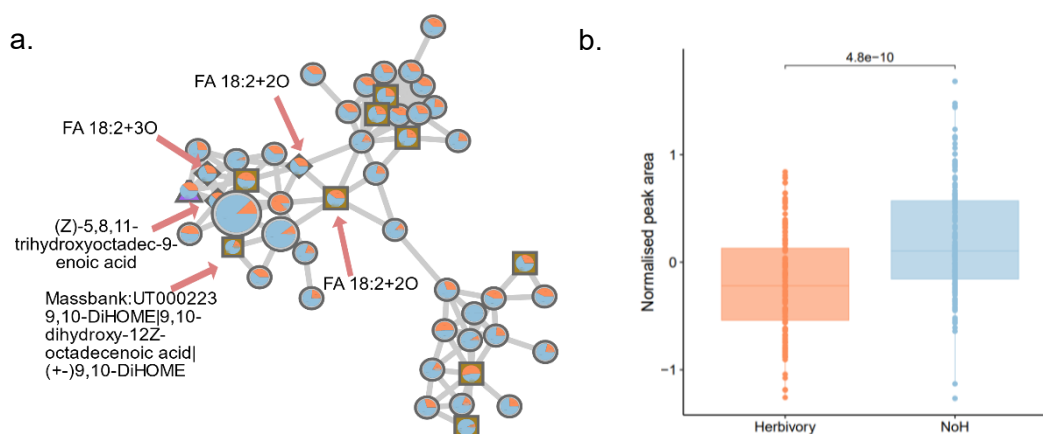 a.
FA 18:2+2O
FA 18:2+3O
(Z)-5,8,11-
trihydroxyoctadec-9-
enoic acid
FA 18:2+2O
Massbank:UT000223
9,10-DiHOME|9,10-
dihydroxy-12Z-
octadecenoic acid|
(+-)9,10-DiHOME
b.
4.8e-10
Normalised peak area
1
0
−1
Herbivory
NoH